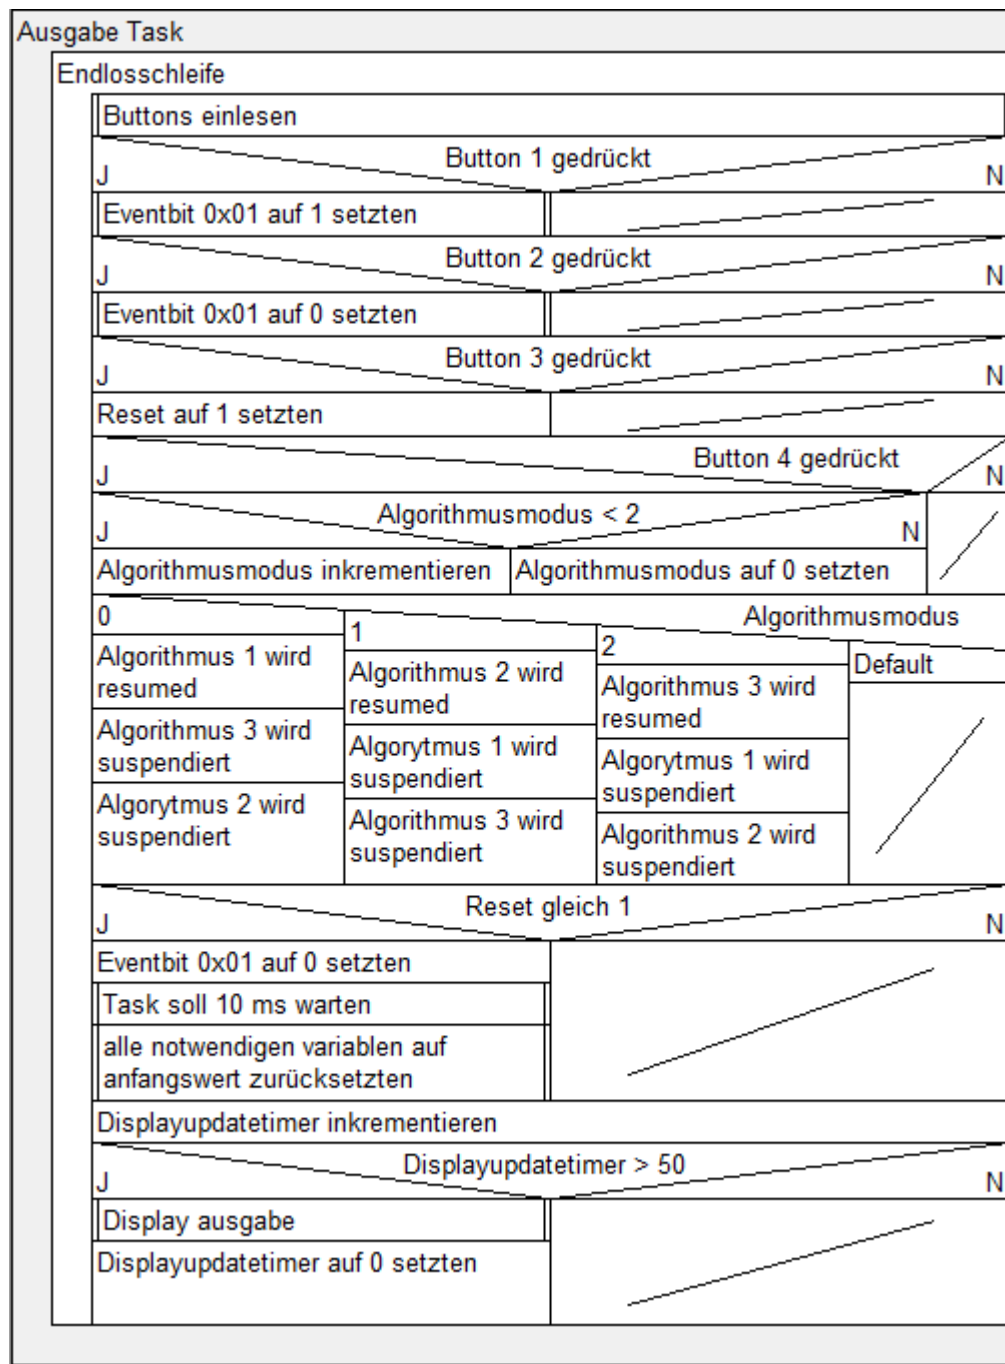 Ausgabe Task
Endlosschleife
Buttons einlesen
Button 1 gedrückt
J
N
Eventbit 0x01 auf 1 setzten
Button 2 gedrückt
J
N
Eventbit 0x01 auf 0 setzten
Button 3 gedrückt
J
N
Reset auf 1 setzten
Button 4 gedrückt
J
N
Algorithmusmodus < 2
J
N
Algorithmusmodus inkrementieren
Algorithmusmodus auf 0 setzten
Algorithmusmodus
0
Algorithmus 1 wird
resumed
Algorithmus 3 wird
suspendiert
Algorytmus 2 wird
suspendiert
1
Algorithmus 2 wird
resumed
Algorytmus 1 wird
suspendiert
Algorithmus 3 wird
suspendiert
2
Algorithmus 3 wird
resumed
Algorytmus 1 wird
suspendiert
Algorithmus 2 wird
suspendiert
Default
Reset gleich 1
J
N
Eventbit 0x01 auf 0 setzten
Task soll 10 ms warten
alle notwendigen variablen auf
anfangswert zurücksetzten
Displayupdatetimer inkrementieren
Displayupdatetimer > 50
J
N
Display ausgabe
Displayupdatetimer auf 0 setzten